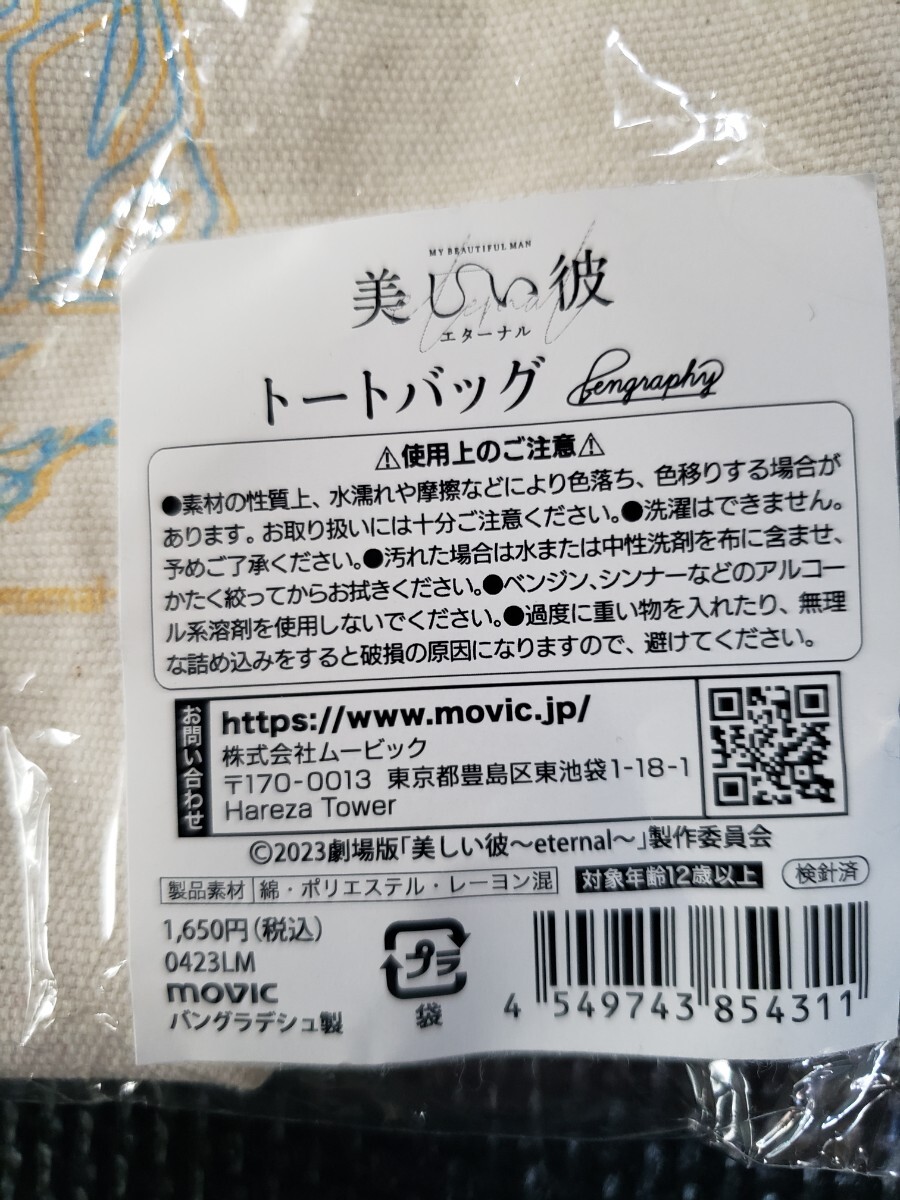 MY BEAUTIFUL MAN
美しい彼
eternal
エターナル
トートバッグ
Pengraphy
⚠使用上のご注意⚠
●素材の性質上、水濡れや摩擦などにより色落ち、色移りする場合が
あります。お取り扱いには十分ご注意ください。●洗濯はできません。
予めご了承ください。●汚れた場合は水または中性洗剤を布に含ませ、
かたく絞ってからお拭きください。●ベンジン、シンナーなどのアルコー
ル系溶剤を使用しないでください。●過度に重い物を入れたり、無理
な詰め込みをすると破損の原因になりますので、避けてください。
お問い合わせ
https://www.movic.jp/
株式会社ムービック
〒170-0013 東京都豊島区東池袋1-18-1
Hareza Tower
©2023劇場版「美しい彼〜eternal〜」製作委員会
製品素材 綿・ポリエステル・レーヨン混 対象年齢12歳以上 検針済
1,650円(税込)
0423LM
movic
バングラデシュ製
プラ
袋
4 549743 854311